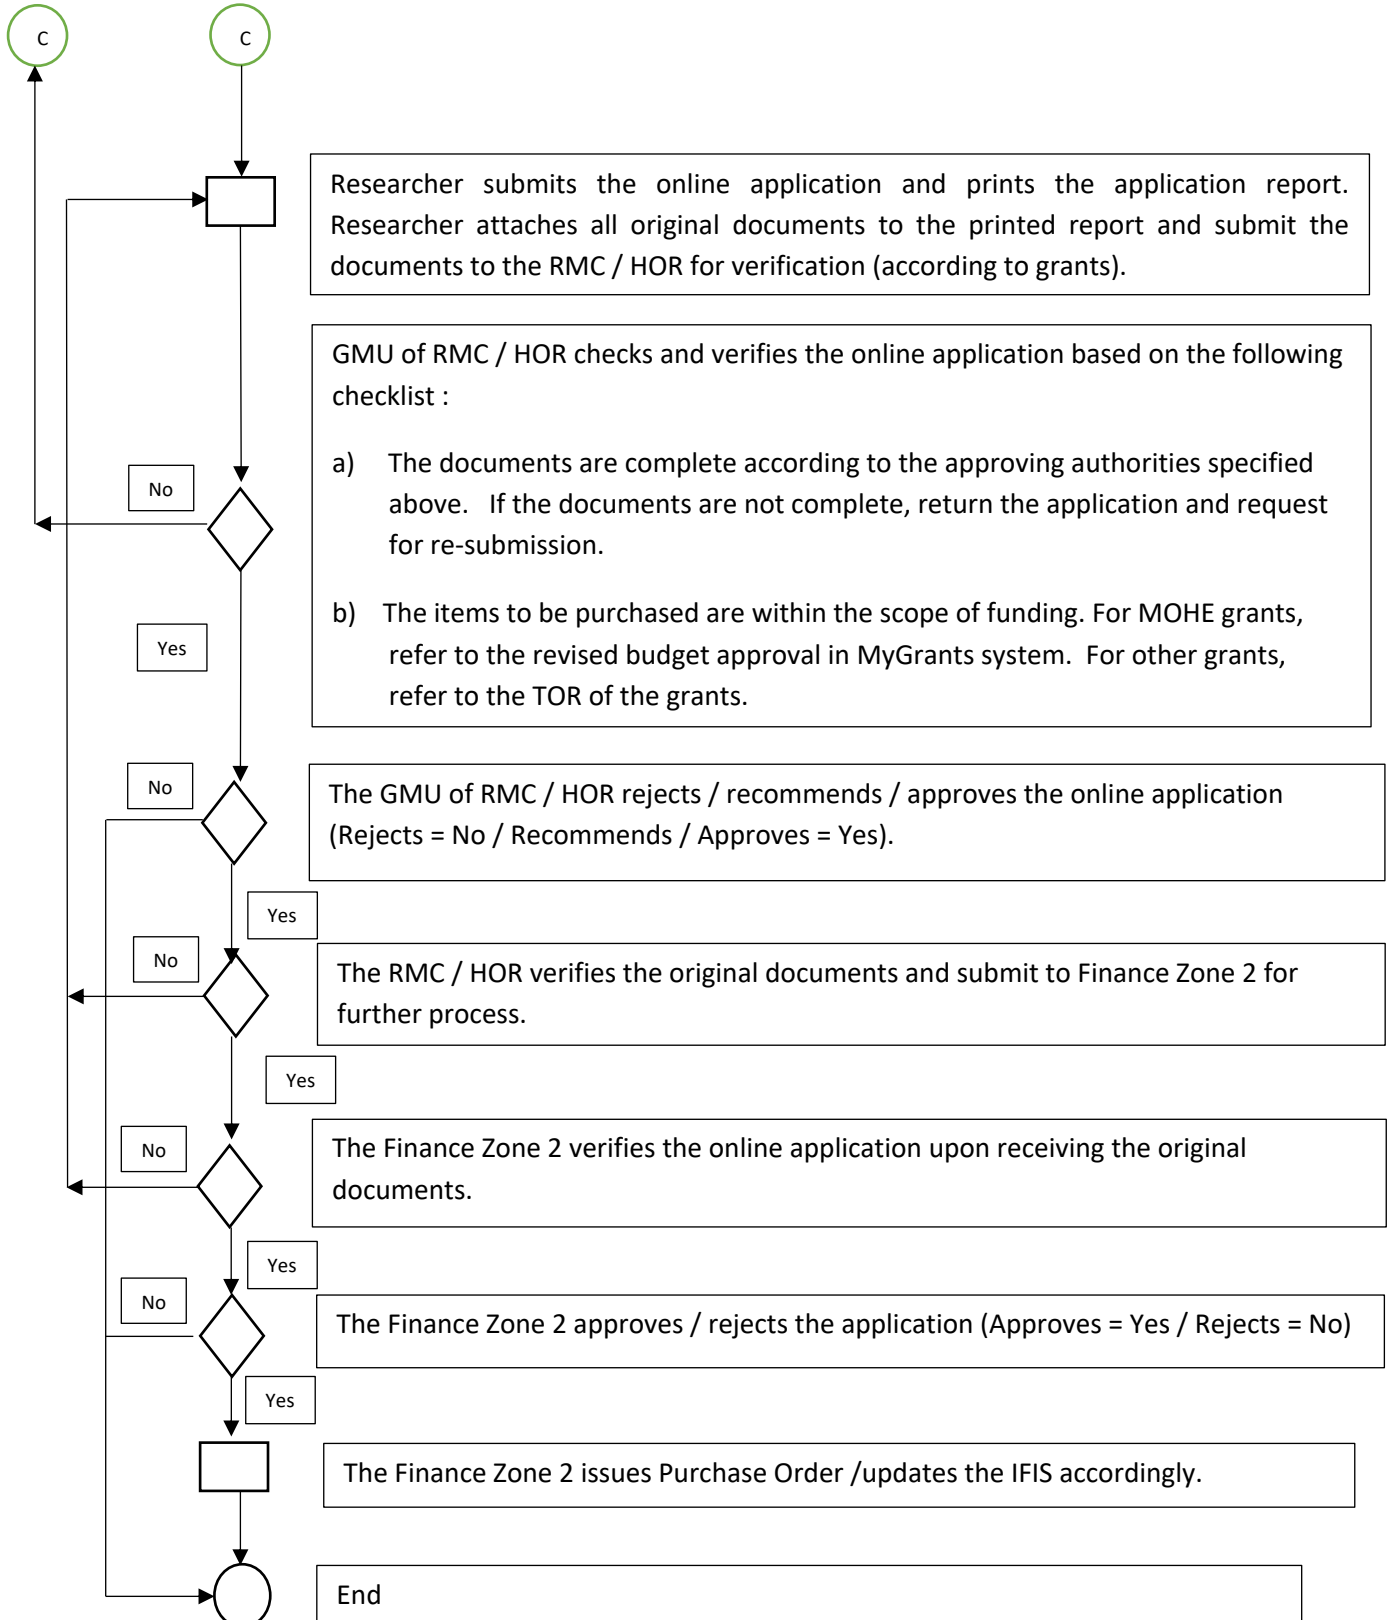 C
C
Researcher submits the online application and prints the application report.
Researcher attaches all original documents to the printed report and submit the
documents to the RMC / HOR for verification (according to grants).
GMU of RMC / HOR checks and verifies the online application based on the following
checklist :
a) The documents are complete according to the approving authorities specified
above. If the documents are not complete, return the application and request
for re-submission.
No
b) The items to be purchased are within the scope of funding. For MOHE grants,
refer to the revised budget approval in MyGrants system. For other grants,
refer to the TOR of the grants.
Yes
No
The GMU of RMC / HOR rejects / recommends / approves the online application
(Rejects = No / Recommends / Approves = Yes).
Yes
No
The RMC / HOR verifies the original documents and submit to Finance Zone 2 for
further process.
Yes
No
The Finance Zone 2 verifies the online application upon receiving the original
documents.
Yes
No
The Finance Zone 2 approves / rejects the application (Approves = Yes / Rejects = No)
Yes
The Finance Zone 2 issues Purchase Order /updates the IFIS accordingly.
End